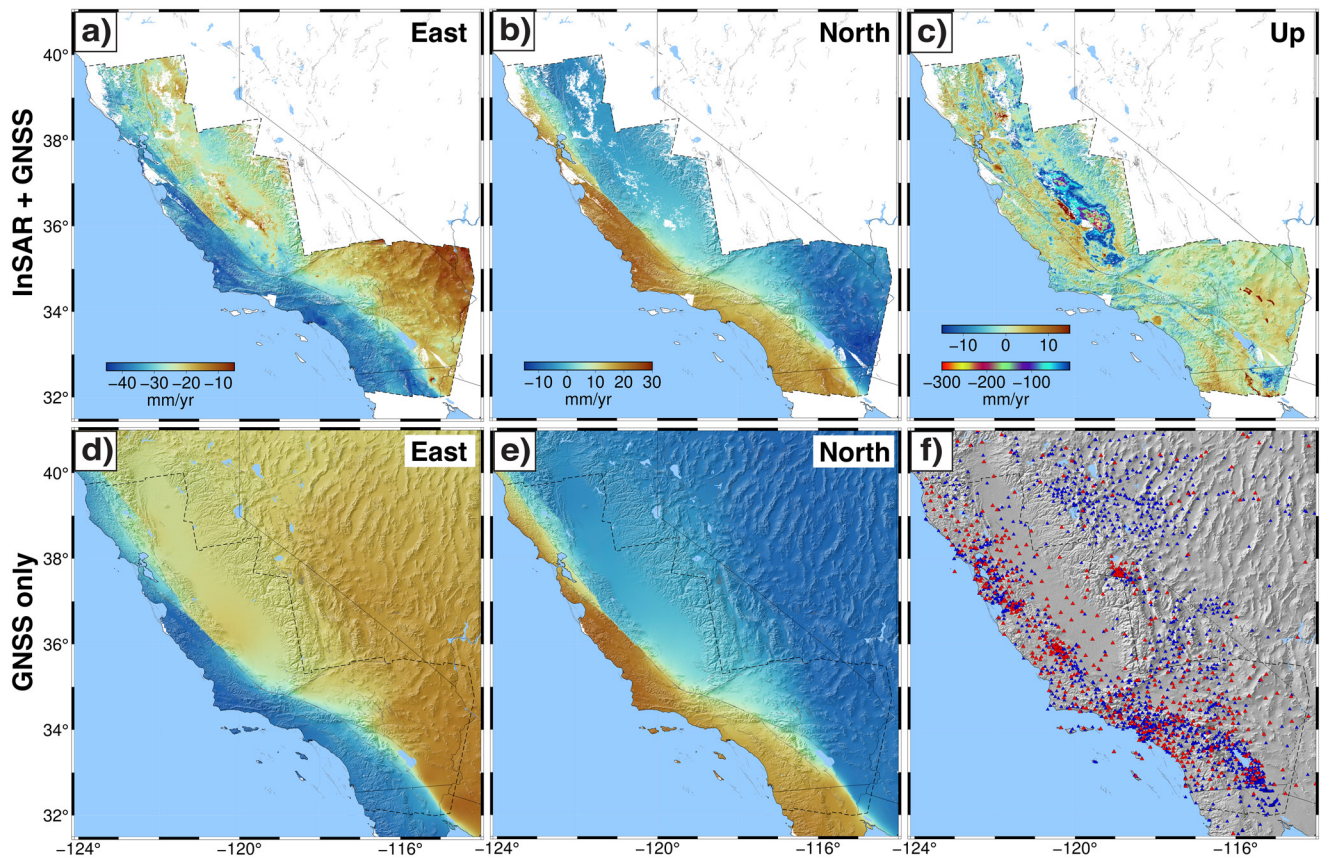 a) East
b) North
c) Up
InSAR + GNSS
40°
38°
36°
34°
32°
−40 −30 −20 −10
mm/yr
−10 0 10 20 30
mm/yr
−10 0 10
−300 −200 −100
mm/yr
d) East
e) North
f)
GNSS only
40°
38°
36°
34°
32°
−124° −120° −116°
−124° −120° −116°
−124° −120° −116°